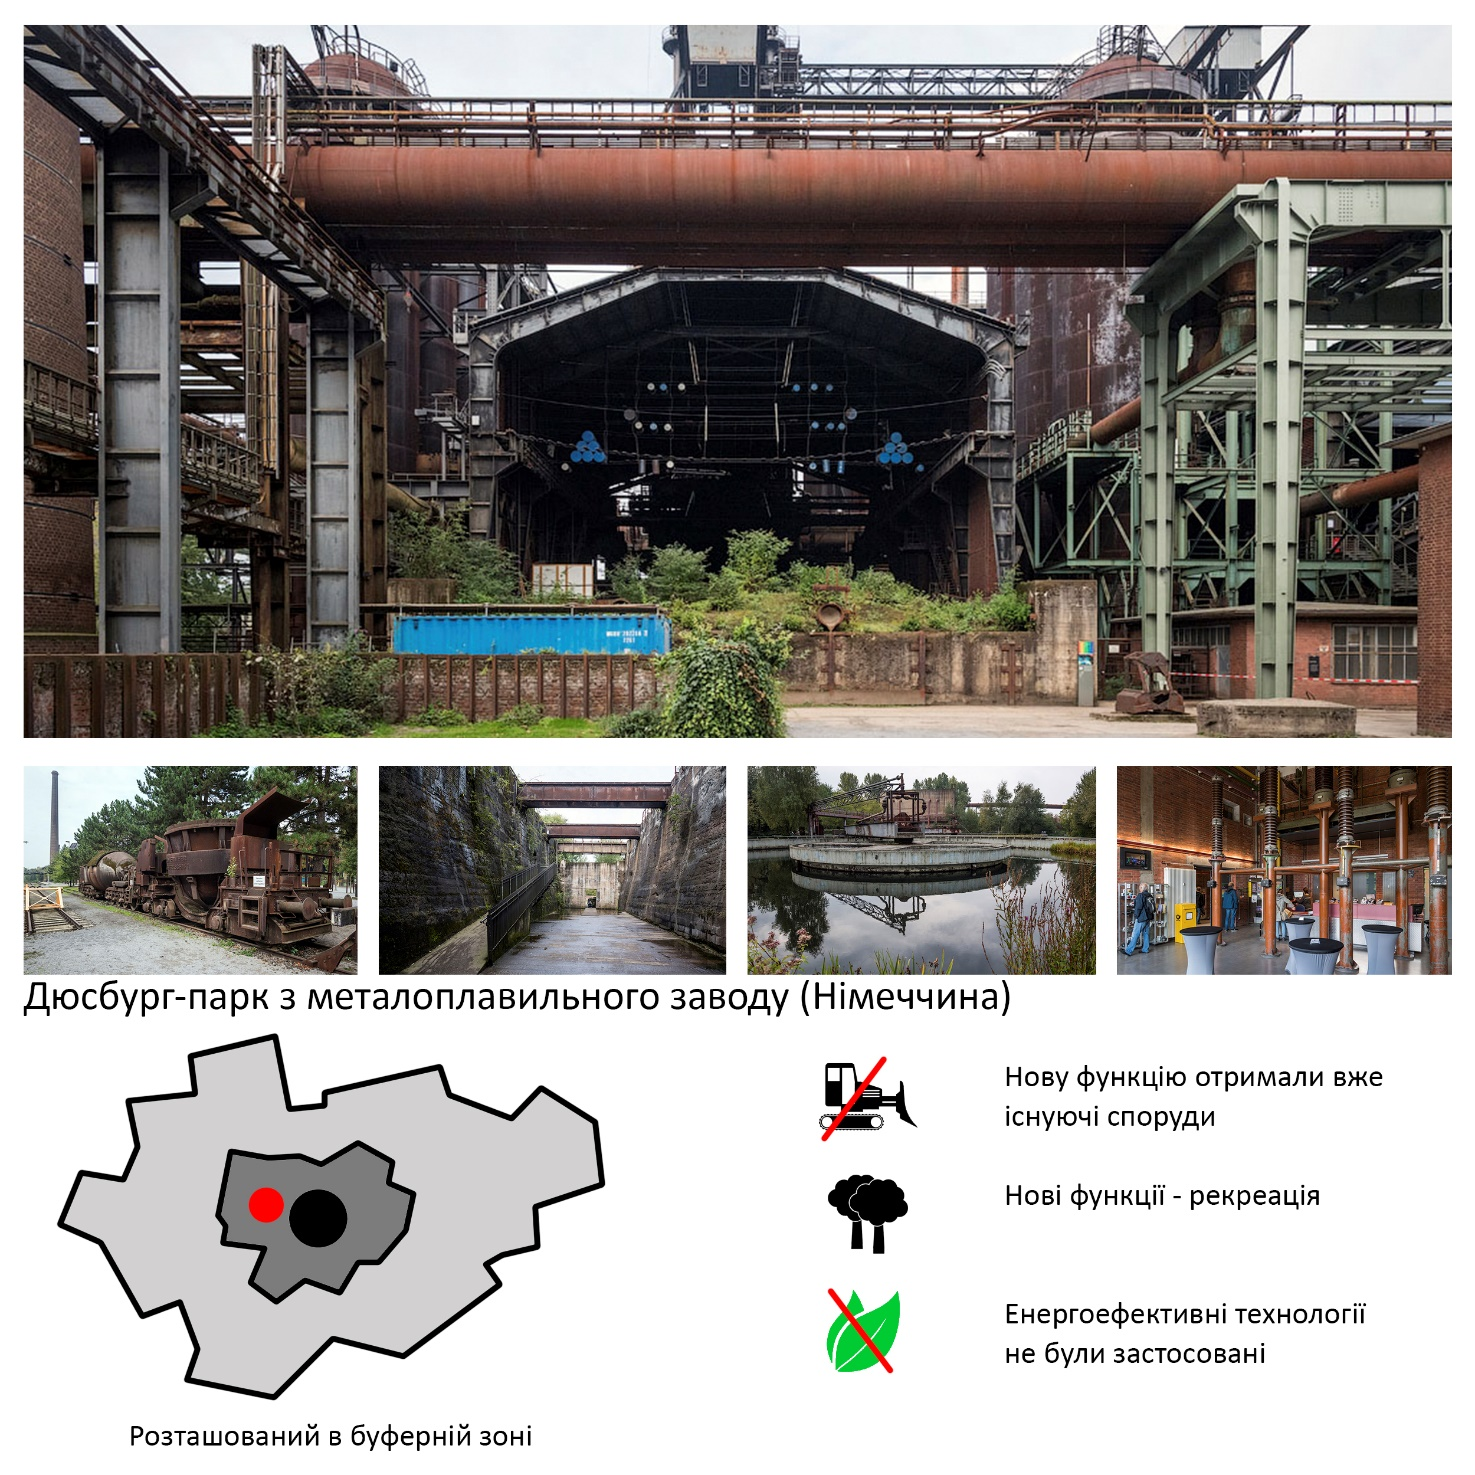 Дюсбург-парк з металоплавильного заводу (Німеччина)
Нову функцію отримали вже
існуючі споруди
Нові функції - рекреація
Енергоефективні технології
не були застосовані
Розташований в буферній зоні